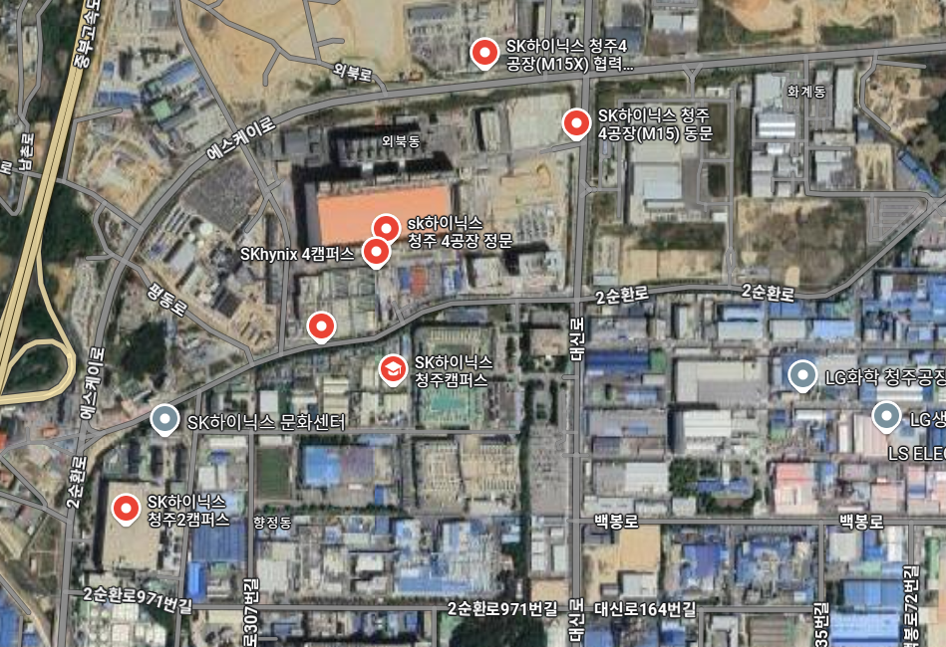 중부고속도
SK하이닉스 청주4
공장(M15X) 협력...
외북로
화계동
SK하이닉스 청주
4공장(M15) 동문
에스케이로
외북동
남촌로
로
sk하이닉스
청주 4공장 정문
SKhynix 4캠퍼스
평동로
2순환로
2순환로
대신로
에스케이로
SK하이닉스
청주캠퍼스
LG화학 청주공장
SK하이닉스 문화센터
LG생
LS ELEC
2순환로
SK하이닉스
청주2캠퍼스
향정동
백봉로
백봉로
2순환로971번길
로307번길
2순환로971번길
대신로
대신로164번길
35번길
백봉로72번길